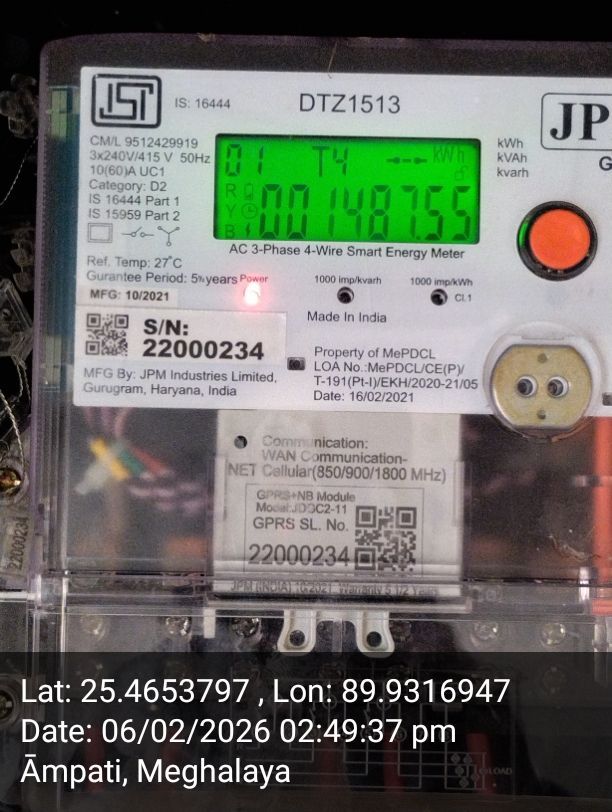 ISI
IS: 16444
DTZ1513
JP
CM/L 9512429919
3x240V/415 V 50Hz
10(60)A UC1
Category: D2
IS 16444 Part 1
IS 15959 Part 2
01 T4 kWh
R
Y
B
001487.55
kWh
kVAh
kvarh
G
AC 3-Phase 4-Wire Smart Energy Meter
Ref. Temp: 27°C
Gurantee Period: 5½years
Power
1000 imp/kvarh
1000 imp/kWh
Cl.1
MFG: 10/2021
Made In India
S/N:
22000234
MFG By: JPM Industries Limited,
Gurugram, Haryana, India
Property of MePDCL
LOA No.:MePDCL/CE(P)/
T-191(Pt-I)/EKH/2020-21/05
Date: 16/02/2021
Communication:
WAN Communication-
NET Cellular(850/900/1800 MHz)
GPRS+NB Module
GPRS SL. No.
22000234
22000234
LOAD
Lat: 25.4653797 , Lon: 89.9316947
Date: 06/02/2026 02:49:37 pm
Āmpati, Meghalaya